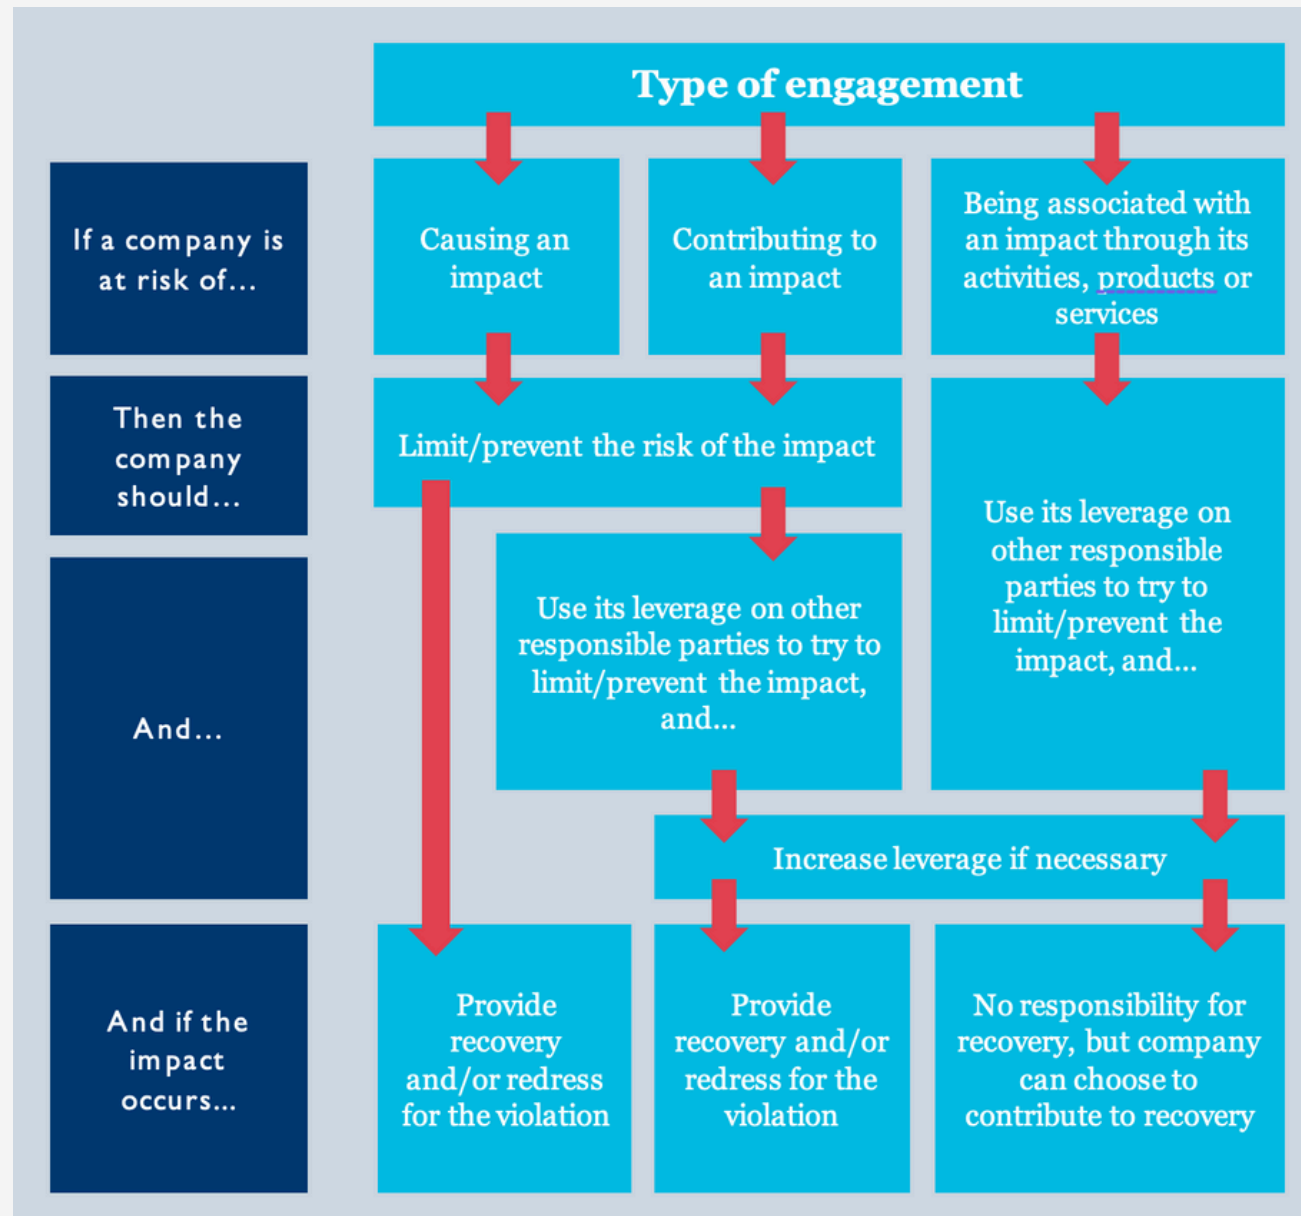 Type of engagement
If a company is
at risk of...
Causing an
impact
Contributing to
an impact
Being associated with
an impact through its
activities, products or
services
Then the
company
should...
Limit/prevent the risk of the impact
Use its leverage on
other responsible
parties to try to
limit/prevent the
impact, and...
And...
Use its leverage on other
responsible parties to try to
limit/prevent the impact,
and...
Increase leverage if necessary
And if the
impact
occurs...
Provide
recovery
and/or redress
for the violation
Provide
recovery and/or
redress for the
violation
No responsibility for
recovery, but company
can choose to
contribute to recovery